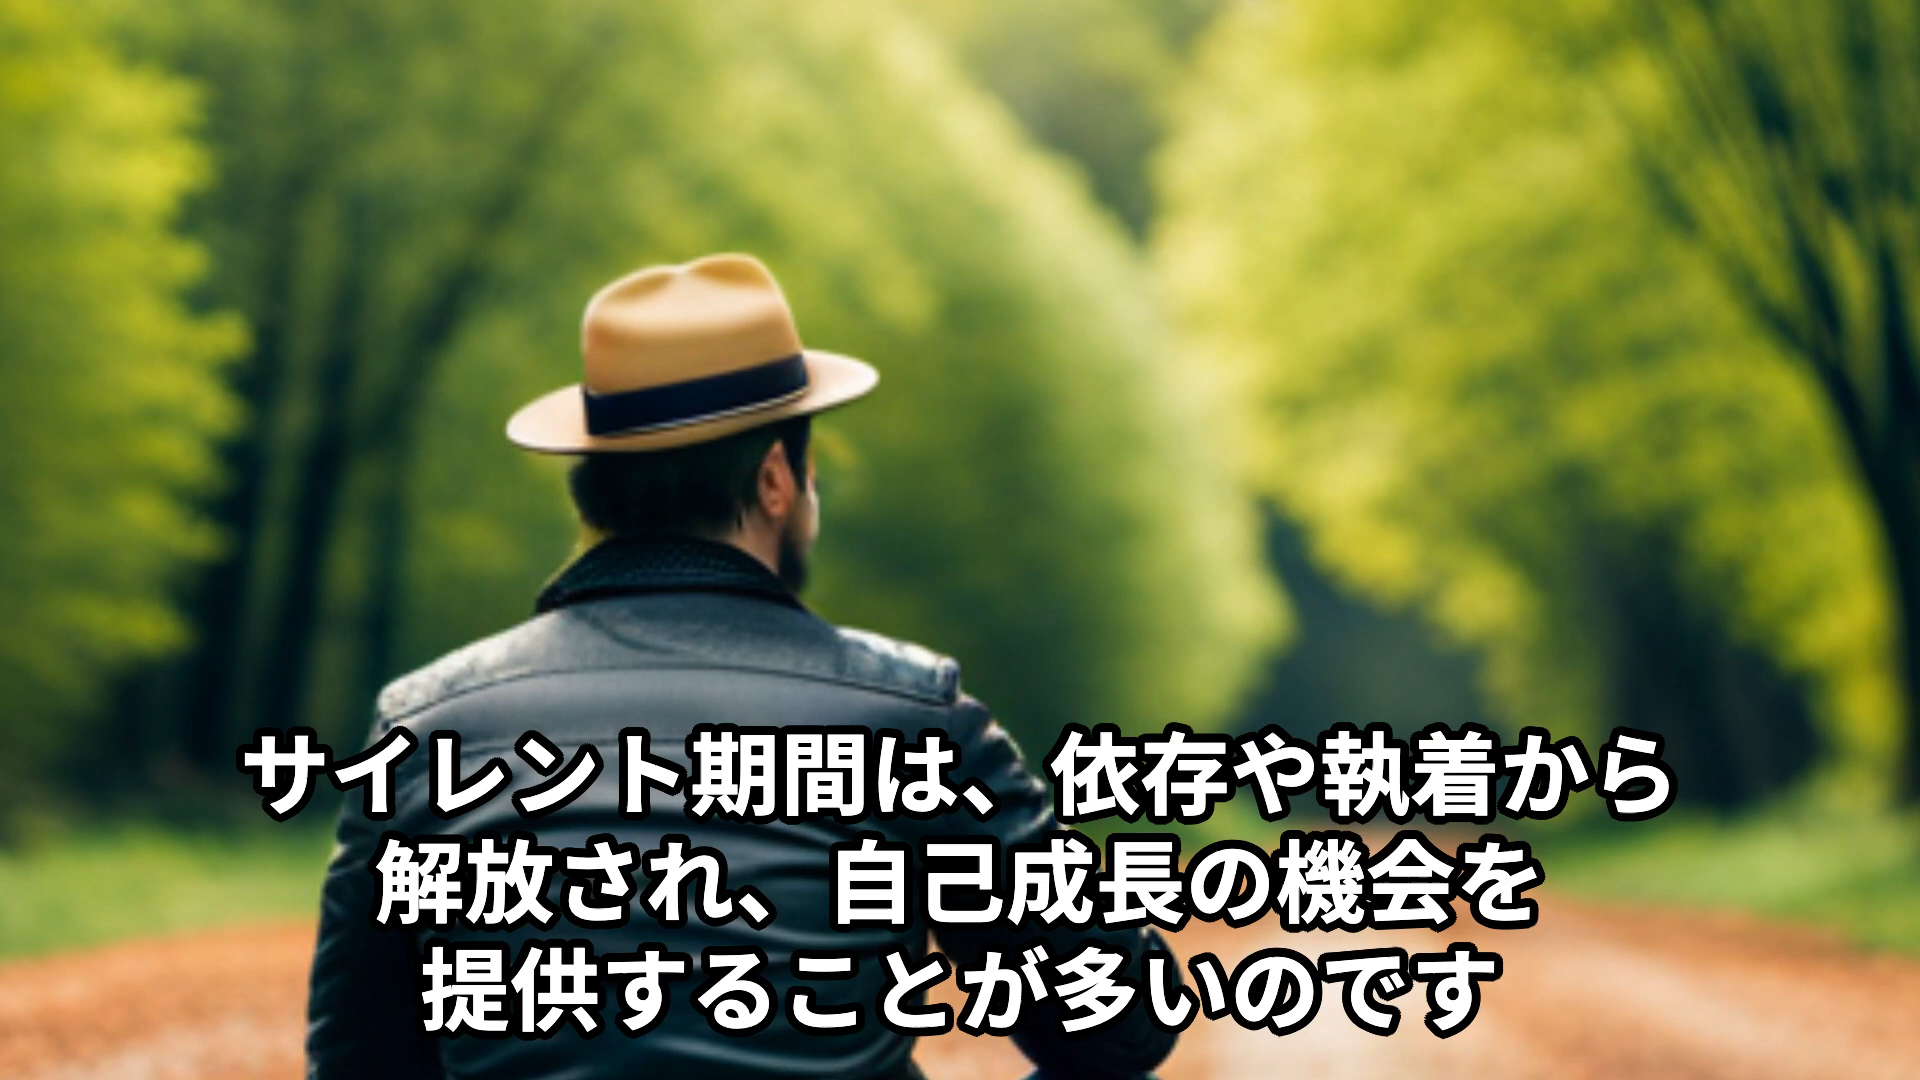 サイレント期間は、依存や執着から
解放され、自己成長の機会を
提供することが多いのです